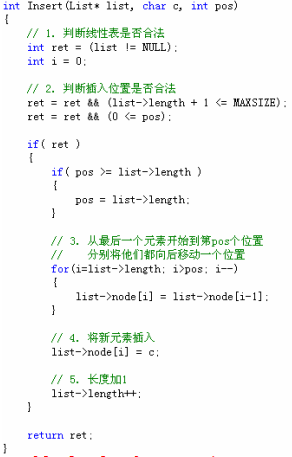 int Insert(List* list, char c, int pos)
{
// 1. 判断线性表是否合法
int ret = (list != NULL);
int i = 0;
// 2. 判断插入位置是否合法
ret = ret && (list->length + 1 <= MAXSIZE);
ret = ret && (0 <= pos);
if( ret )
{
if( pos >= list->length )
{
pos = list->length;
}
// 3. 从最后一个元素开始到第pos个位置
//    分别将他们都向后移动一个位置
for(i=list->length; i>pos; i--)
{
list->node[i] = list->node[i-1];
}
// 4. 将新元素插入
list->node[i] = c;
// 5. 长度加1
list->length++;
}
return ret;
}